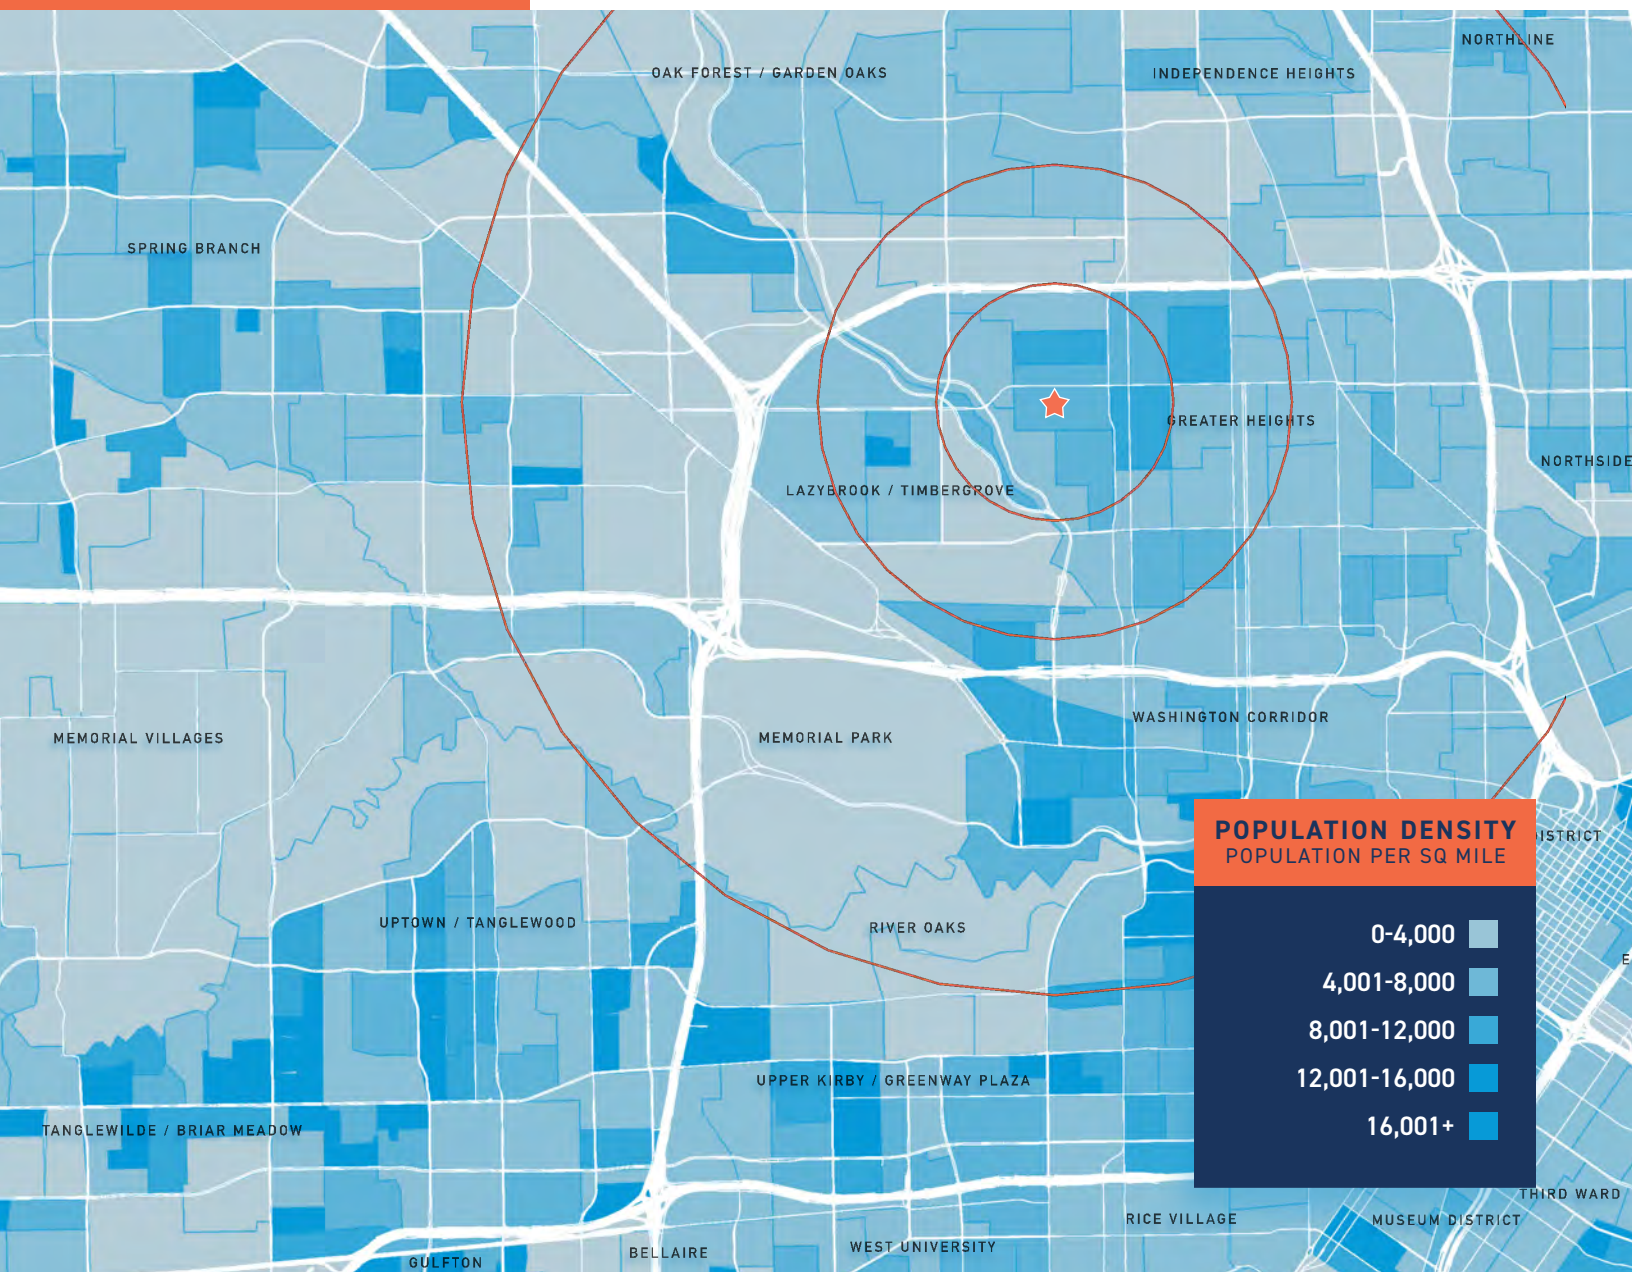 NORTHLINE
OAK FOREST / GARDEN OAKS
INDEPENDENCE HEIGHTS
SPRING BRANCH
GREATER HEIGHTS
NORTHSIDE
LAZYBROOK / TIMBERGROVE
WASHINGTON CORRIDOR
MEMORIAL VILLAGES
MEMORIAL PARK
POPULATION DENSITY
POPULATION PER SQ MILE
DISTRICT
UPTOWN / TANGLEWOOD
RIVER OAKS
0-4,000
E
4,001-8,000
8,001-12,000
12,001-16,000
16,001+
UPPER KIRBY / GREENWAY PLAZA
TANGLEWILDE / BRIAR MEADOW
THIRD WARD
RICE VILLAGE
MUSEUM DISTRICT
WEST UNIVERSITY
BELLAIRE
GULFTON